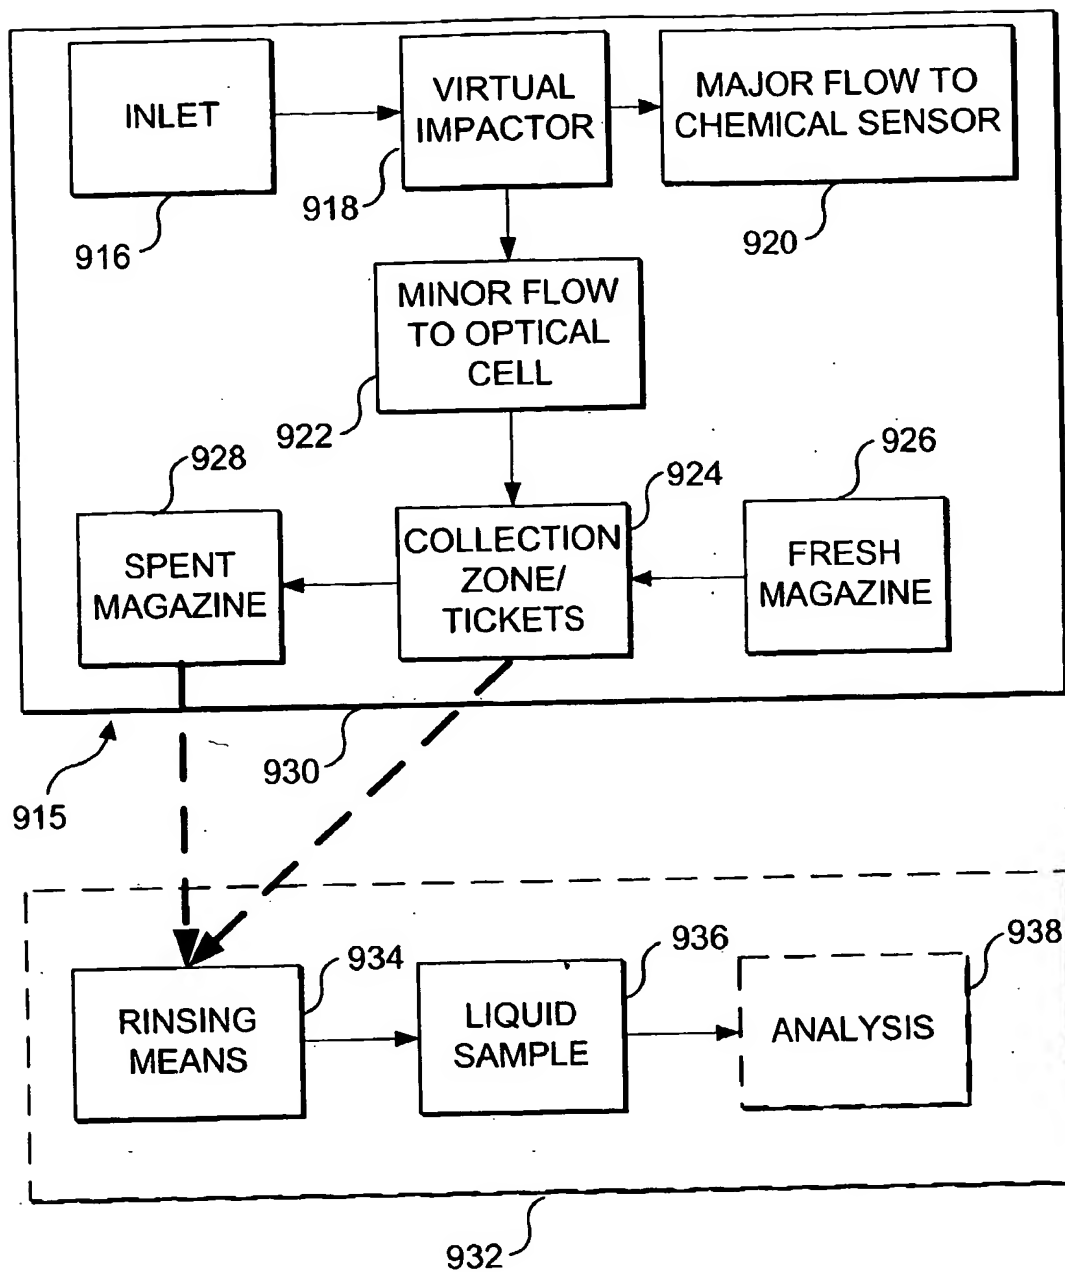 INLET
VIRTUAL
IMPACTOR
MAJOR FLOW TO
CHEMICAL SENSOR
916
918
920
MINOR FLOW
TO OPTICAL
CELL
922
928
924
926
SPENT
MAGAZINE
COLLECTION
ZONE/
TICKETS
FRESH
MAGAZINE
915
930
934
936
938
RINSING
MEANS
LIQUID
SAMPLE
ANALYSIS
932